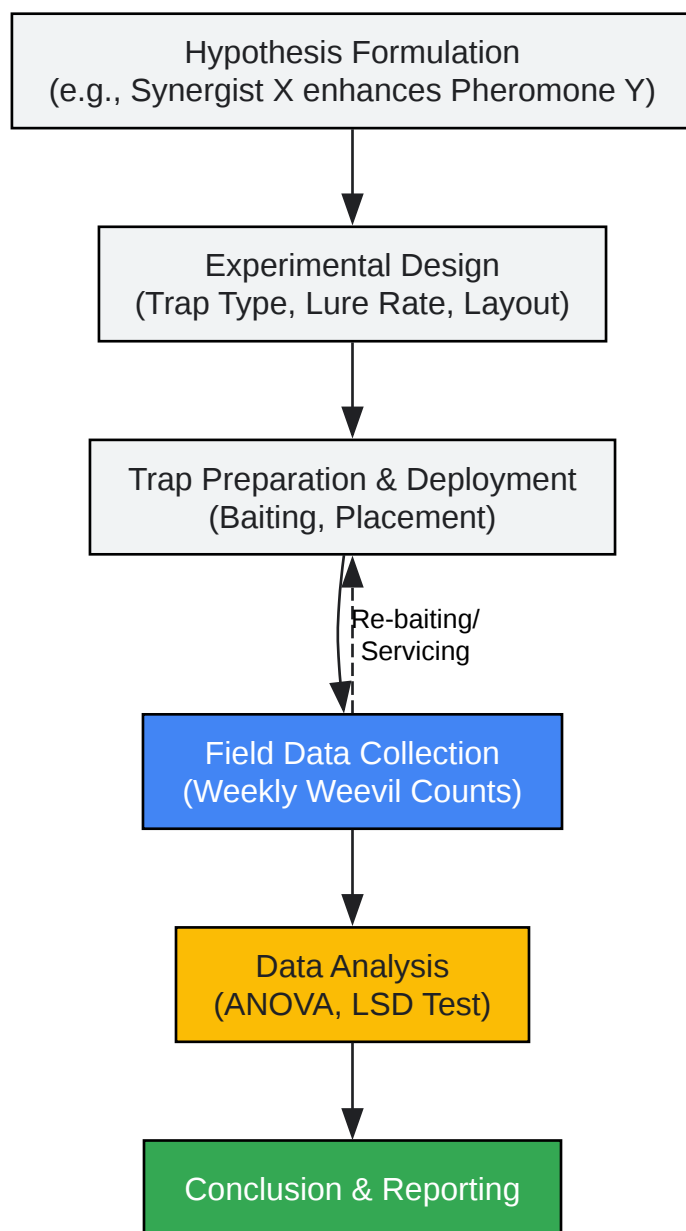 Hypothesis Formulation
(e.g., Synergist X enhances Pheromone Y)
Experimental Design
(Trap Type, Lure Rate, Layout)
Trap Preparation & Deployment
(Baiting, Placement)
Re-baiting/
Servicing
Field Data Collection
(Weekly Weevil Counts)
Data Analysis
(ANOVA, LSD Test)
Conclusion & Reporting